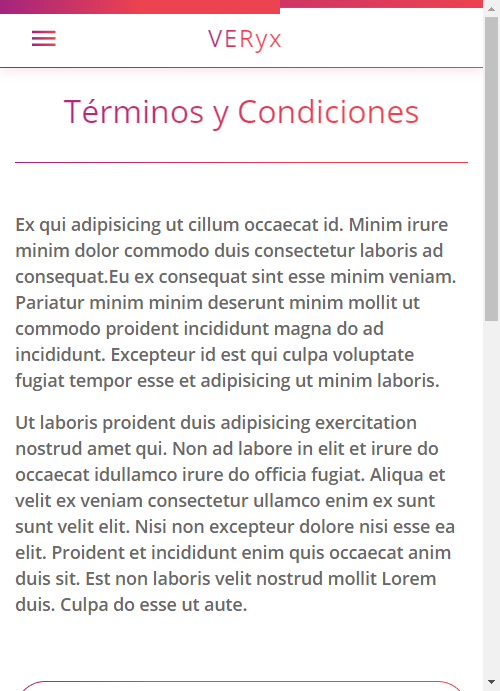 VERyx
Términos y Condiciones
Ex qui adipisicing ut cillum occaecat id. Minim irure
minim dolor commodo duis consectetur laboris ad
consequat.Eu ex consequat sint esse minim veniam.
Pariatur minim minim deserunt minim mollit ut
commodo proident incididunt magna do ad
incididunt. Excepteur id est qui culpa voluptate
fugiat tempor esse et adipisicing ut minim laboris.
Ut laboris proident duis adipisicing exercitation
nostrud amet qui. Non ad labore in elit et irure do
occaecat idullamco irure do officia fugiat. Aliqua et
velit ex veniam consectetur ullamco enim ex sunt
sunt velit elit. Nisi non excepteur dolore nisi esse ea
elit. Proident et incididunt enim quis occaecat anim
duis sit. Est non laboris velit nostrud mollit Lorem
duis. Culpa do esse ut aute.